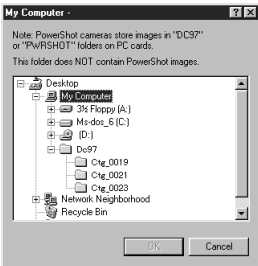 My Computer -
Note: PowerShot cameras store images in "DC97"
or "PWRSHOT" folders on PC cards.
This folder does NOT contain PowerShot images.
Desktop
My Computer
3½ Floppy (A:)
Ms-dos_6 (C:)
(D:)
Dc97
Ctg_0019
Ctg_0021
Ctg_0023
Network Neighborhood
Recycle Bin
OK Cancel